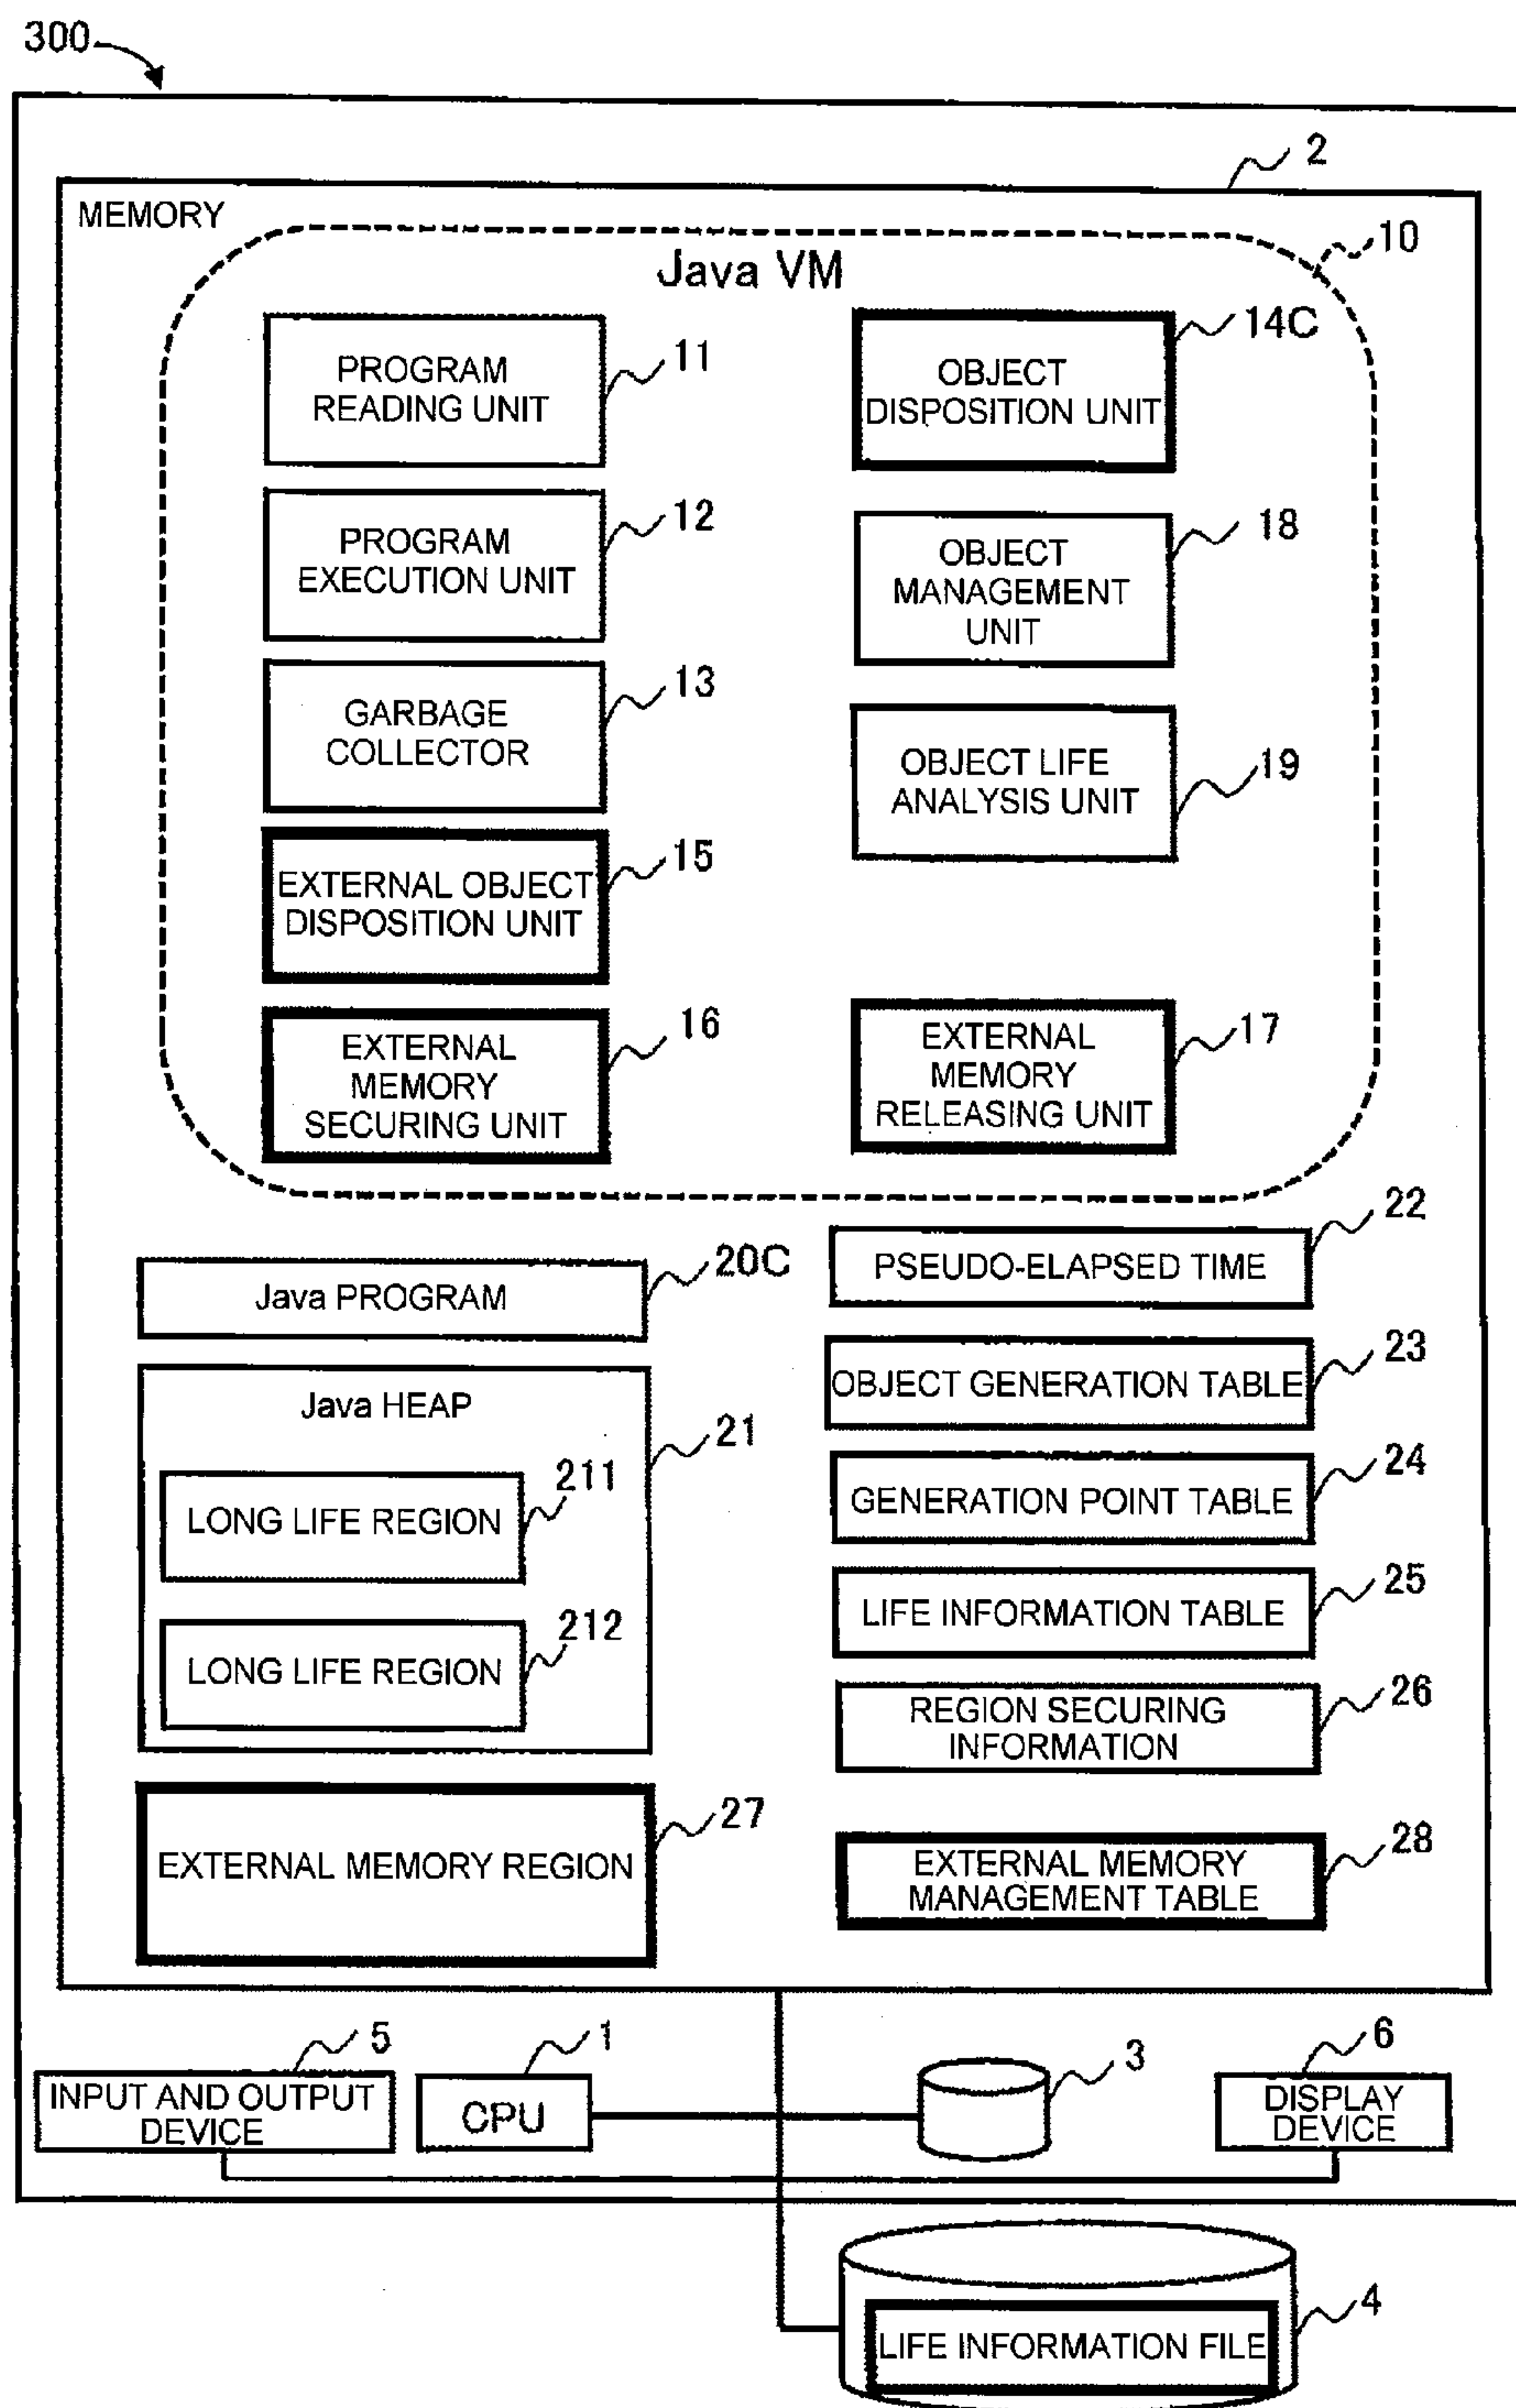 300
2
MEMORY
10
Java VM
PROGRAM
READING UNIT
11
OBJECT
DISPOSITION UNIT
14C
PROGRAM
EXECUTION UNIT
12
OBJECT
MANAGEMENT
UNIT
18
GARBAGE
COLLECTOR
13
OBJECT LIFE
ANALYSIS UNIT
19
EXTERNAL OBJECT
DISPOSITION UNIT
15
EXTERNAL
MEMORY
SECURING UNIT
16
EXTERNAL
MEMORY
RELEASING UNIT
17
Java PROGRAM
20C
PSEUDO-ELAPSED TIME
22
OBJECT GENERATION TABLE
23
Java HEAP
21
LONG LIFE REGION
211
GENERATION POINT TABLE
24
LIFE INFORMATION TABLE
25
LONG LIFE REGION
212
REGION SECURING
INFORMATION
26
EXTERNAL MEMORY REGION
27
EXTERNAL MEMORY
MANAGEMENT TABLE
28
INPUT AND OUTPUT
DEVICE
5
CPU
1
3
DISPLAY
DEVICE
6
LIFE INFORMATION FILE
4